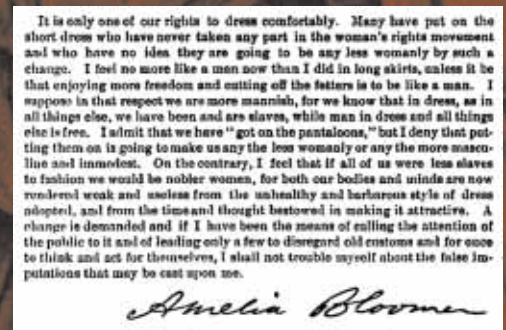 It is only one of our rights to dress comfortably. Many have put on the
short dress who have never taken any part in the woman's rights movement
and who have no idea they are going to be any less womanly by such a
change. I feel no more like a man now than I did in long skirts, unless it be
that enjoying more freedom and cutting off the fetters is to be like a man. I
suppose in that respect we are more mannish, for we know that in dress, as in
all things else, we have been and are slaves, while man in dress and all things
else is free. I admit that we have "got on the pantaloons," but I deny that put-
ting them on is going to make us any the less womanly or any the more mascu-
line and immodest. On the contrary, I feel that if all of us were less slaves
to fashion we would be nobler women, for both our bodies and minds are now
rendered weak and useless from the unhealthy and barbarous style of dress
adopted, and from the time and thought bestowed in making it attractive. A
change is demanded and if I have been the means of calling the attention of
the public to it and of leading only a few to disregard old customs and for once
to think and act for themselves, I shall not trouble myself about the false im-
putations that may be cast upon me.
Amelia Bloomer